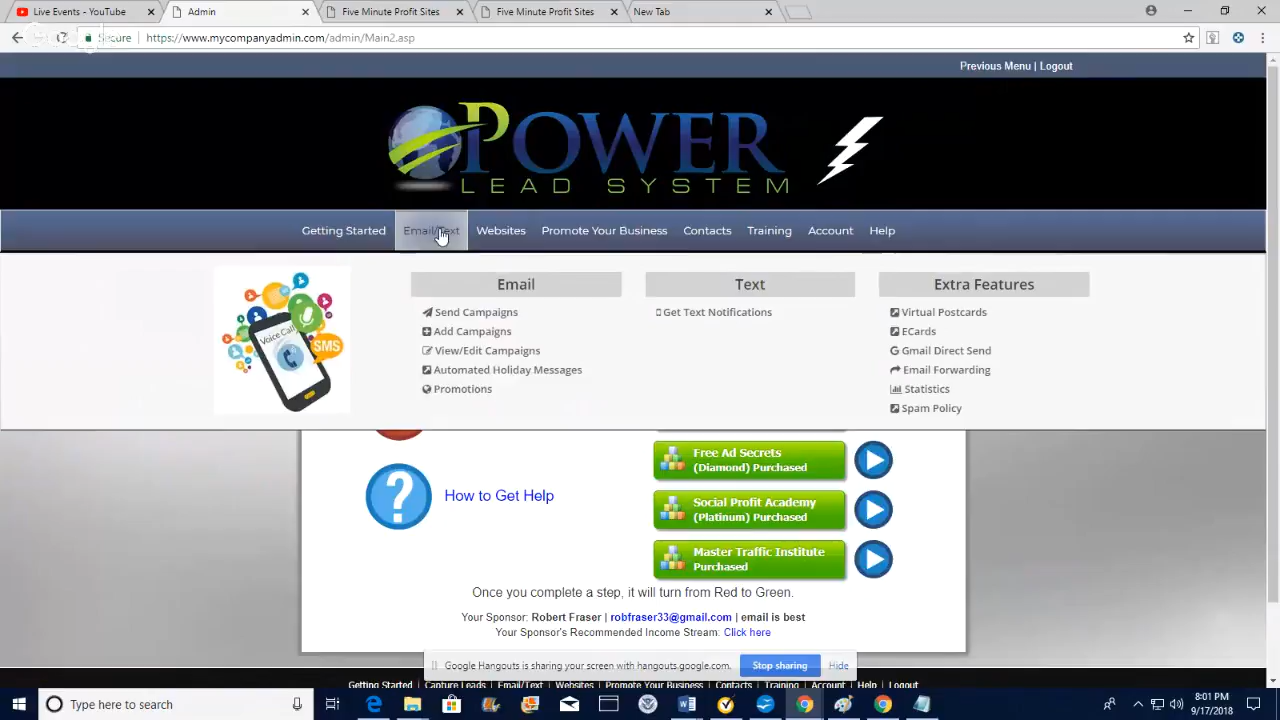 Live Events - YouTube
Admin
Five Minute Profit Sites
Five Minute Profit Sites
New Tab
Secure
https://www.mycompanyadmin.com/admin/Main2.asp
Previous Menu | Logout
POWER
LEAD SYSTEM
Getting Started
Email/Text
Websites
Promote Your Business
Contacts
Training
Account
Help
Voice Call
SMS
Email
Send Campaigns
Add Campaigns
View/Edit Campaigns
Automated Holiday Messages
Promotions
Text
Get Text Notifications
Extra Features
Virtual Postcards
ECards
Gmail Direct Send
Email Forwarding
Statistics
Spam Policy
How to Get Help
Free Ad Secrets
(Diamond) Purchased
Social Profit Academy
(Platinum) Purchased
Master Traffic Institute
Purchased
Once you complete a step, it will turn from Red to Green.
Your Sponsor: Robert Fraser | robfraser33@gmail.com | email is best
Your Sponsor's Recommended Income Stream: Click here
Google Hangouts is sharing your screen with hangouts.google.com.
Stop sharing
Hide
Getting Started Capture Leads Email/Text Websites Promote Your Business Contacts Training Account Help Logout
Type here to search
8:01 PM
9/17/2018